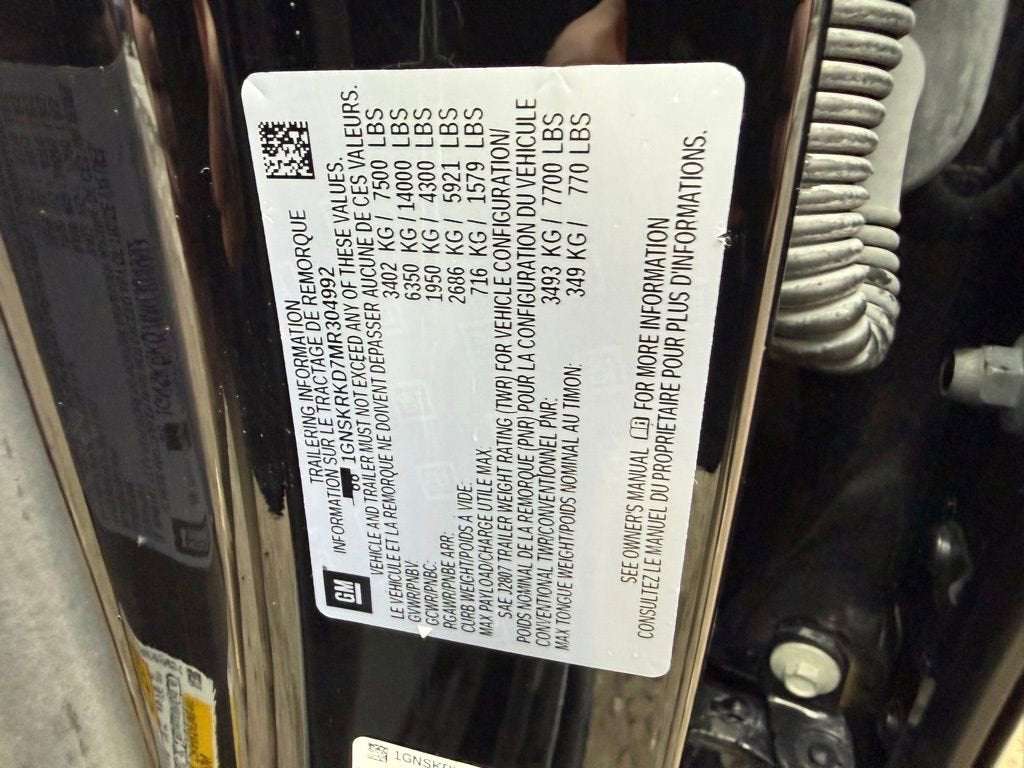 GM
TRAILERING INFORMATION
INFORMATION SUR LE TRACTAGE DE REMORQUE
1GNSKRKD7MR304992
VEHICLE AND TRAILER MUST NOT EXCEED ANY OF THESE VALUES.
LE VEHICULE ET LA REMORQUE NE DOIVENT DEPASSER AUCUNE DE CES VALEURS.
GVWR/PNBV: 3402 KG / 7500 LBS
GCWR/PNBC: 6350 KG / 14000 LBS
RGAWR/PNBE ARR: 1950 KG / 4300 LBS
CURB WEIGHT/POIDS A VIDE: 2686 KG / 5921 LBS
MAX PAYLOAD/CHARGE UTILE MAX. 716 KG / 1579 LBS
SAE J2807 TRAILER WEIGHT RATING (TWR) FOR VEHICLE CONFIGURATION/
POIDS NOMINAL DE LA REMORQUE (PNR) POUR LA CONFIGURATION DU VEHICULE
CONVENTIONAL TWR/CONVENTIONNEL PNR: 3493 KG / 7700 LBS
MAX TONGUE WEIGHT/POIDS NOMINAL AU TIMON: 349 KG / 770 LBS
SEE OWNER'S MANUAL FOR MORE INFORMATION
CONSULTEZ LE MANUEL DU PROPRIETAIRE POUR PLUS D'INFORMATIONS.